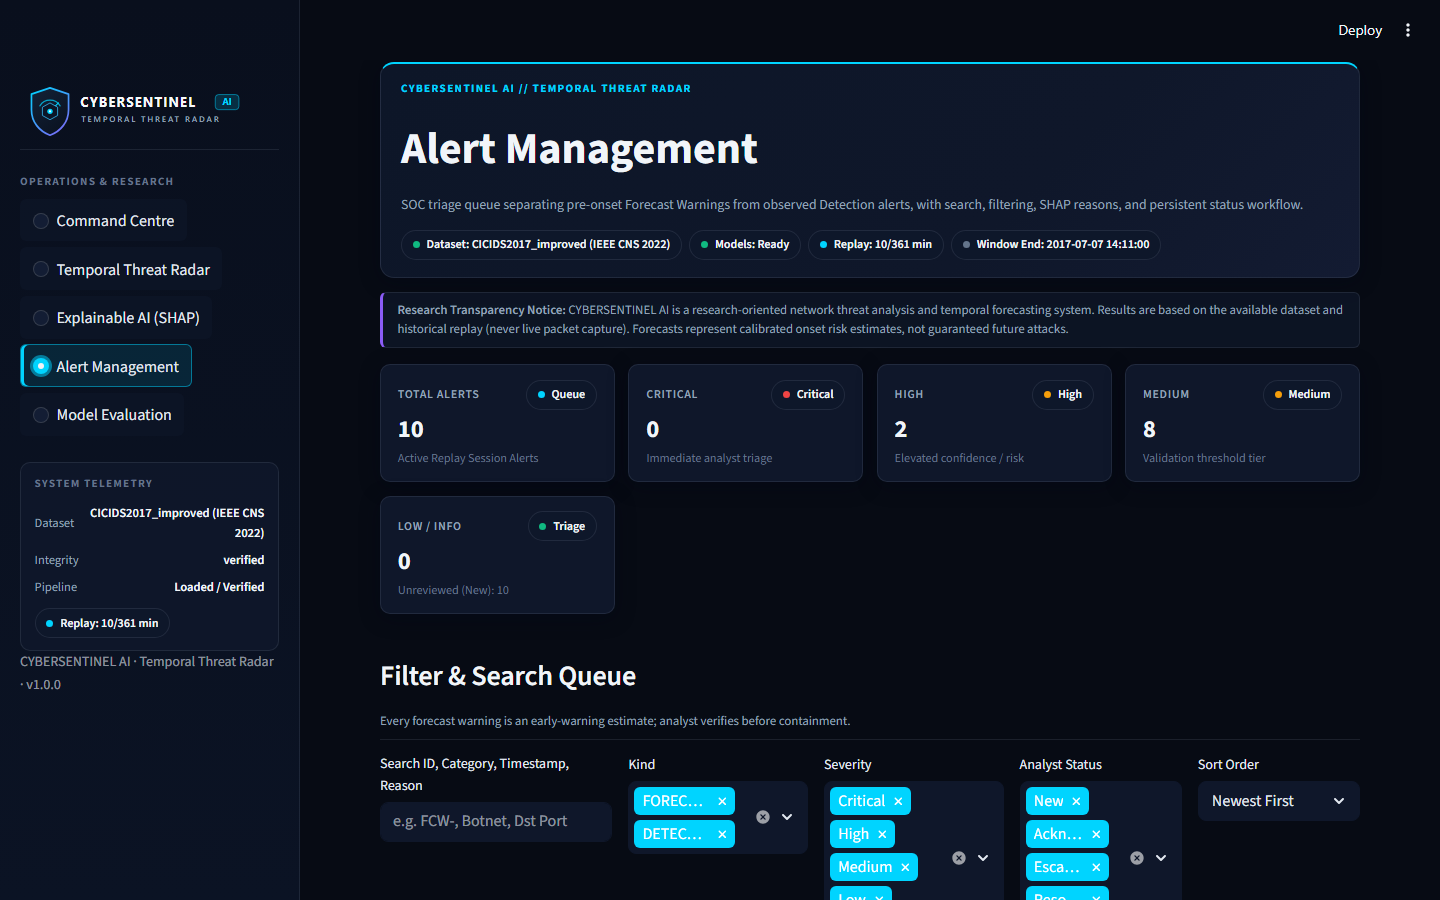 Deploy
CYBERSENTINEL AI
TEMPORAL THREAT RADAR
OPERATIONS & RESEARCH
Command Centre
Temporal Threat Radar
Explainable AI (SHAP)
Alert Management
Model Evaluation
SYSTEM TELEMETRY
Dataset CICIDS2017_improved (IEEE CNS
2022)
Integrity verified
Pipeline Loaded / Verified
Replay: 10/361 min
CYBERSENTINEL AI · Temporal Threat Radar
· v1.0.0
CYBERSENTINEL AI // TEMPORAL THREAT RADAR
Alert Management
SOC triage queue separating pre-onset Forecast Warnings from observed Detection alerts, with search, filtering, SHAP reasons, and persistent status workflow.
Dataset: CICIDS2017_improved (IEEE CNS 2022) Models: Ready Replay: 10/361 min Window End: 2017-07-07 14:11:00
Research Transparency Notice: CYBERSENTINEL AI is a research-oriented network threat analysis and temporal forecasting system. Results are based on the available dataset and
historical replay (never live packet capture). Forecasts represent calibrated onset risk estimates, not guaranteed future attacks.
TOTAL ALERTS Queue
10
Active Replay Session Alerts
CRITICAL Critical
0
Immediate analyst triage
HIGH High
2
Elevated confidence / risk
MEDIUM Medium
8
Validation threshold tier
LOW / INFO Triage
0
Unreviewed (New): 10
Filter & Search Queue
Every forecast warning is an early-warning estimate; analyst verifies before containment.
Search ID, Category, Timestamp,
Reason
e.g. FCW-, Botnet, Dst Port
Kind
FOREC...
DETEC...
Severity
Critical
High
Medium
Low
Analyst Status
New
Ackn...
Esca...
Reso...
Sort Order
Newest First